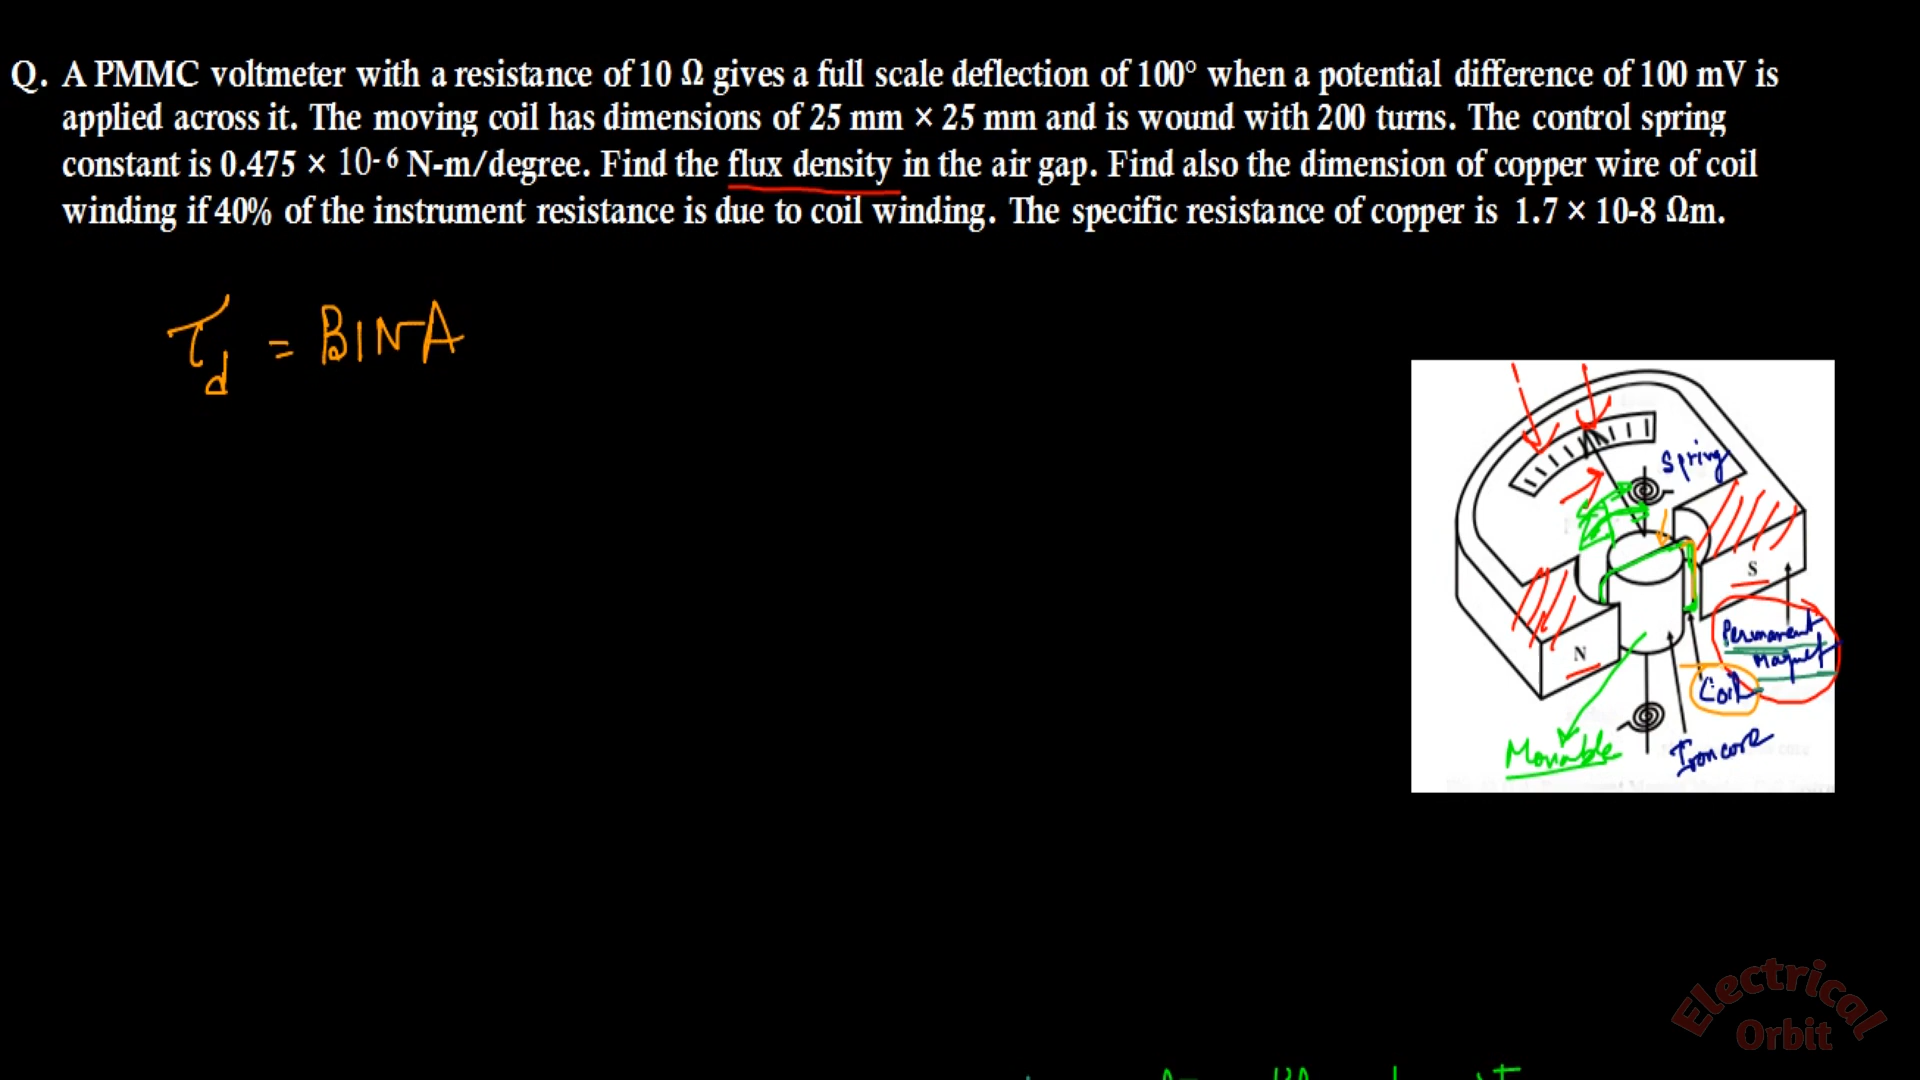 Q. A PMMC voltmeter with a resistance of 10 Ω gives a full scale deflection of 100° when a potential difference of 100 mV is
applied across it. The moving coil has dimensions of 25 mm × 25 mm and is wound with 200 turns. The control spring
constant is 0.475 × 10-6 N-m/degree. Find the flux density in the air gap. Find also the dimension of copper wire of coil
winding if 40% of the instrument resistance is due to coil winding. The specific resistance of copper is 1.7 × 10-8 Ωm.
τd = BINA
Spring
S
Permanent
Magnet
N
Coil
Movable
Iron core
Electrical
Orbit